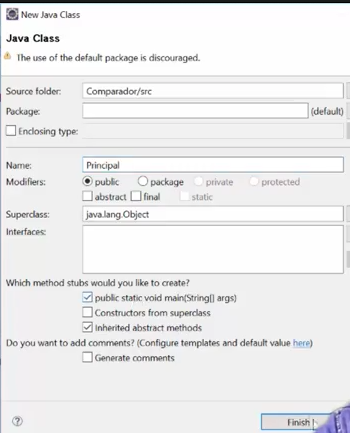 New Java Class
Java Class
The use of the default package is discouraged.
Source folder: Comparador/src
Package: (default)
Enclosing type:
Name: Principal
Modifiers: public package private protected
abstract final static
Superclass: java.lang.Object
Interfaces:
Which method stubs would you like to create?
public static void main(String[] args)
Constructors from superclass
Inherited abstract methods
Do you want to add comments? (Configure templates and default value here)
Generate comments
? Finish